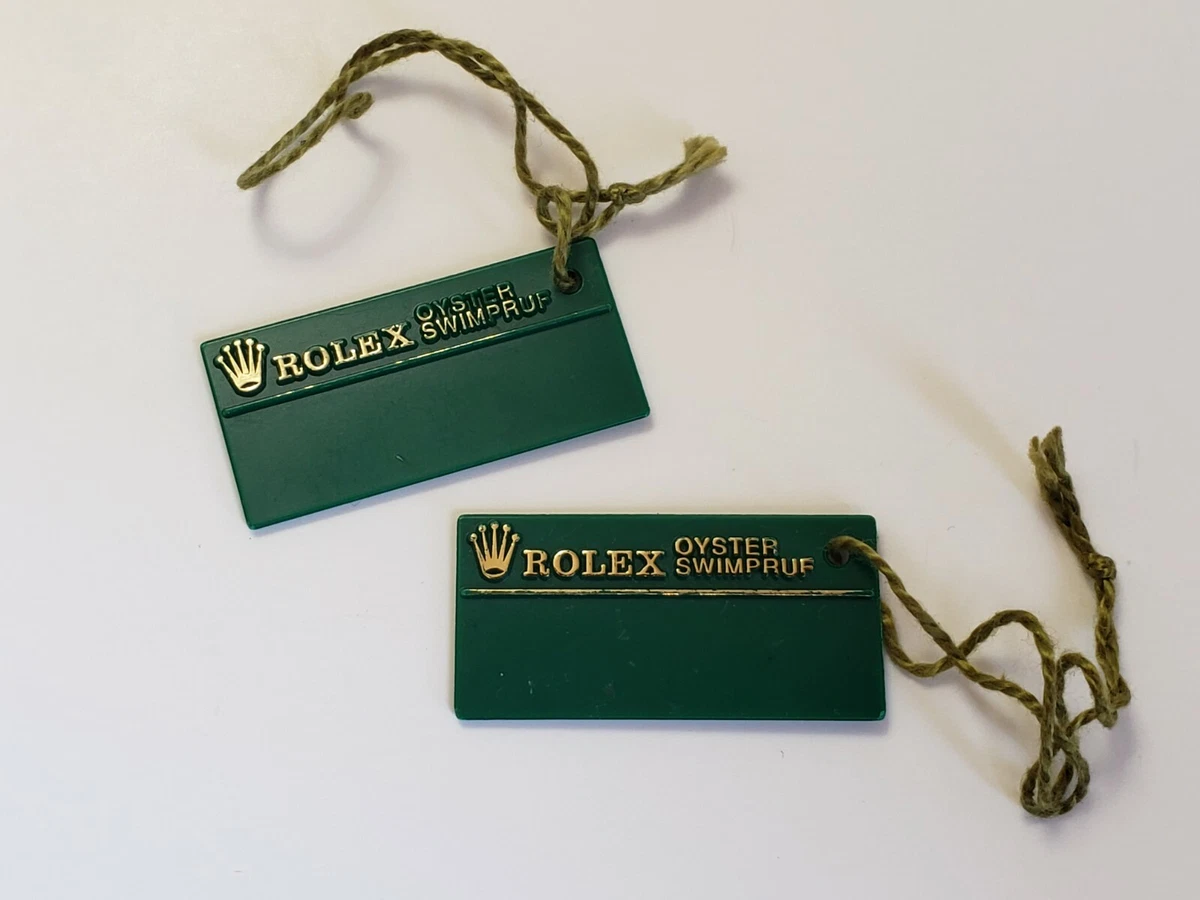 ROLEX OYSTER
SWIMPRUF
ROLEX OYSTER
SWIMPRUF